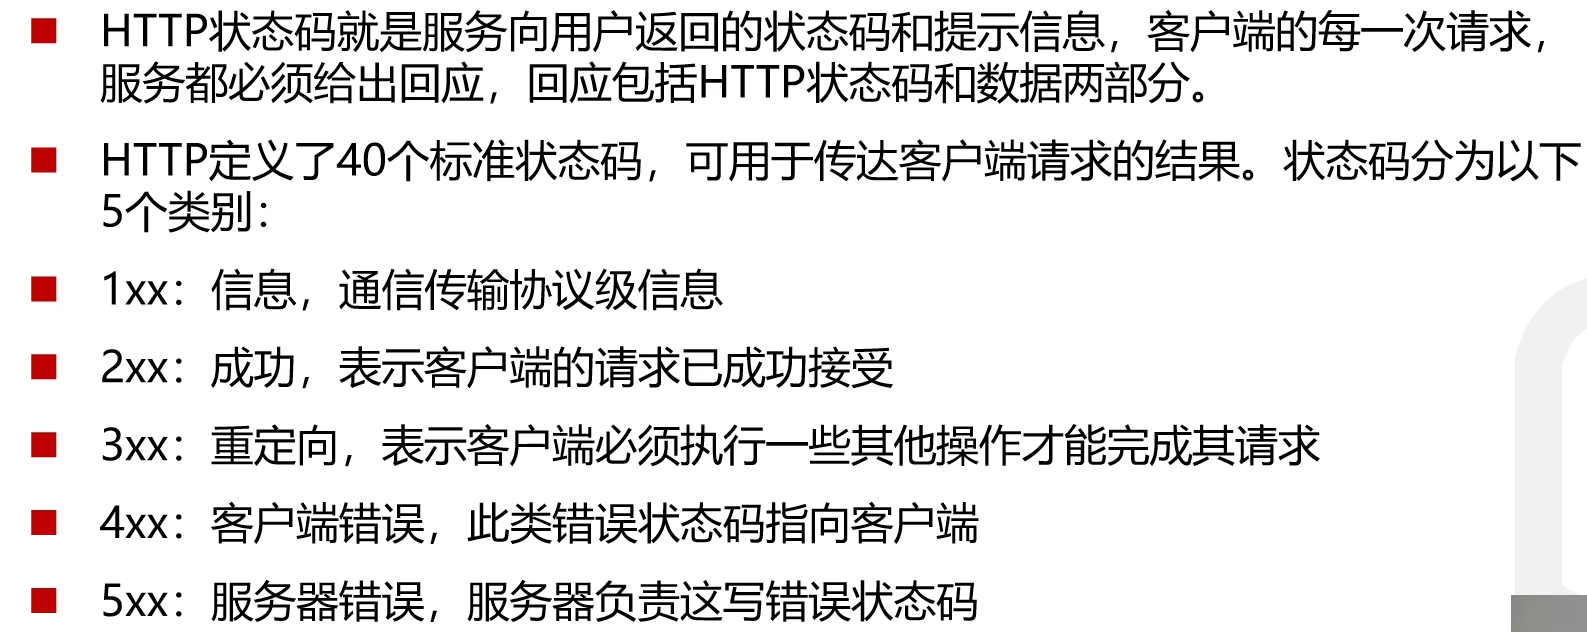 HTTP状态码就是服务向用户返回的状态码和提示信息，客户端的每一次请求，
服务都必须给出回应，回应包括HTTP状态码和数据两部分。
HTTP定义了40个标准状态码，可用于传达客户端请求的结果。状态码分为以下
5个类别：
1xx：信息，通信传输协议级信息
2xx：成功，表示客户端的请求已成功接受
3xx：重定向，表示客户端必须执行一些其他操作才能完成其请求
4xx：客户端错误，此类错误状态码指向客户端
5xx：服务器错误，服务器负责这写错误状态码